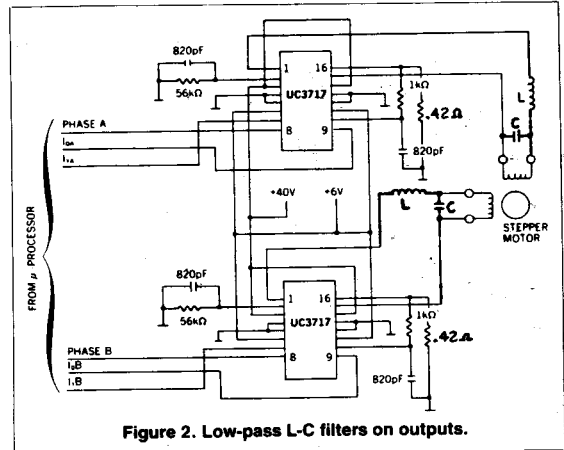 820pF
56kΩ
1 16
UC3717
8 9
1kΩ
.42Ω
820pF
L
C
PHASE A
I0A
I1A
FROM μ PROCESSOR
+40V +6V
L
C
STEPPER
MOTOR
820pF
56kΩ
1 16
UC3717
8 9
1kΩ
.42Ω
820pF
PHASE B
I0B
I1B
Figure 2. Low-pass L-C filters on outputs.